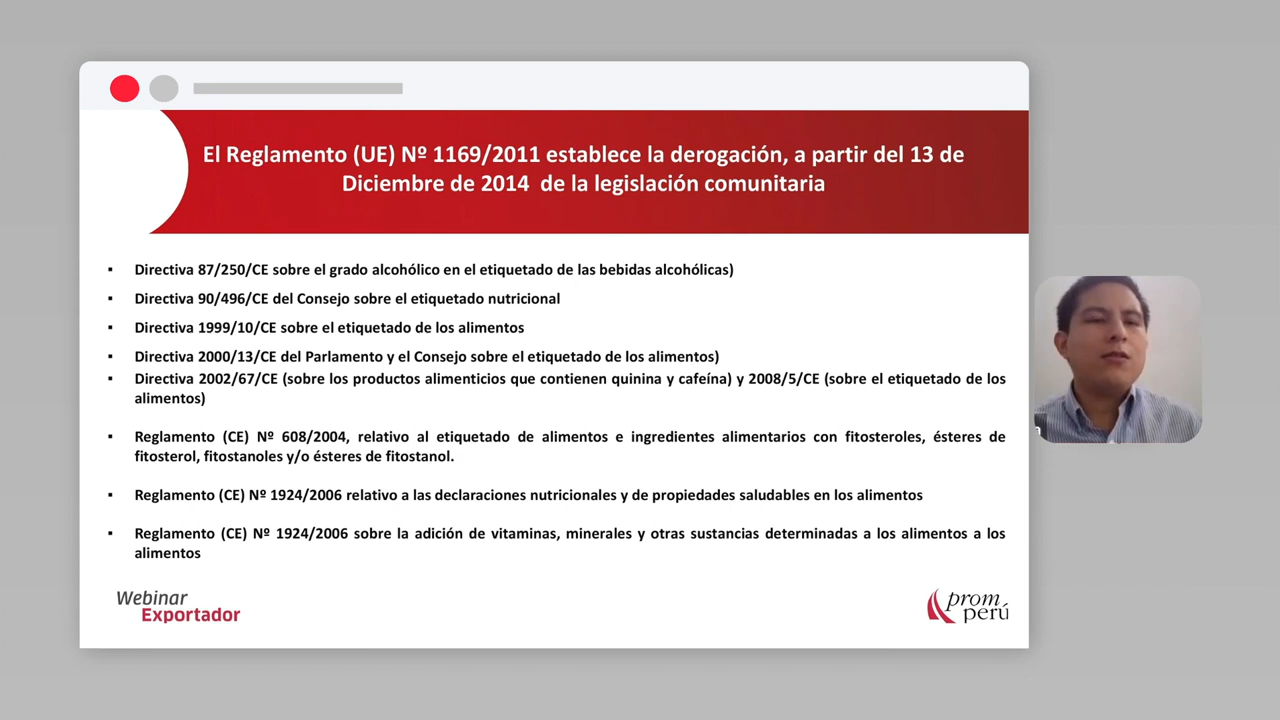 El Reglamento (UE) Nº 1169/2011 establece la derogación, a partir del 13 de
Diciembre de 2014 de la legislación comunitaria
▪ Directiva 87/250/CE sobre el grado alcohólico en el etiquetado de las bebidas alcohólicas)
▪ Directiva 90/496/CE del Consejo sobre el etiquetado nutricional
▪ Directiva 1999/10/CE sobre el etiquetado de los alimentos
▪ Directiva 2000/13/CE del Parlamento y el Consejo sobre el etiquetado de los alimentos)
▪ Directiva 2002/67/CE (sobre los productos alimenticios que contienen quinina y cafeína) y 2008/5/CE (sobre el etiquetado de los
alimentos)
▪ Reglamento (CE) Nº 608/2004, relativo al etiquetado de alimentos e ingredientes alimentarios con fitosteroles, ésteres de
fitosterol, fitostanoles y/o ésteres de fitostanol.
▪ Reglamento (CE) Nº 1924/2006 relativo a las declaraciones nutricionales y de propiedades saludables en los alimentos
▪ Reglamento (CE) Nº 1924/2006 sobre la adición de vitaminas, minerales y otras sustancias determinadas a los alimentos a los
alimentos
Webinar
Exportador
prom
perú